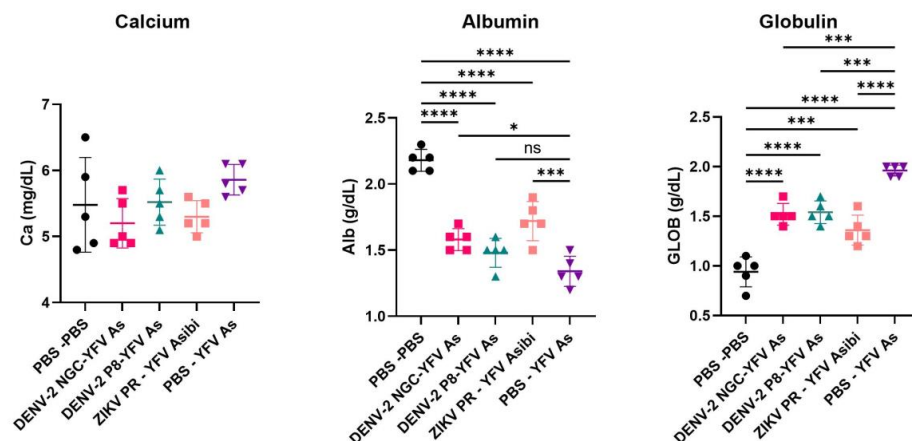 Calcium
Ca (mg/dL)
7
6
5
4
PBS -PBS
DENV-2 NGC-YFV As
DENV-2 P8-YFV As
ZIKV PR - YFV Asibi
PBS - YFV As
Albumin
Alb (g/dL)
2.5
2.0
1.5
1.0
****
****
****
****
*
ns
***
PBS -PBS
DENV-2 NGC-YFV As
DENV-2 P8-YFV As
ZIKV PR - YFV Asibi
PBS - YFV As
Globulin
GLOB (g/dL)
2.5
2.0
1.5
1.0
0.5
***
***
****
****
***
****
****
PBS -PBS
DENV-2 NGC-YFV As
DENV-2 P8-YFV As
ZIKV PR - YFV Asibi
PBS - YFV As